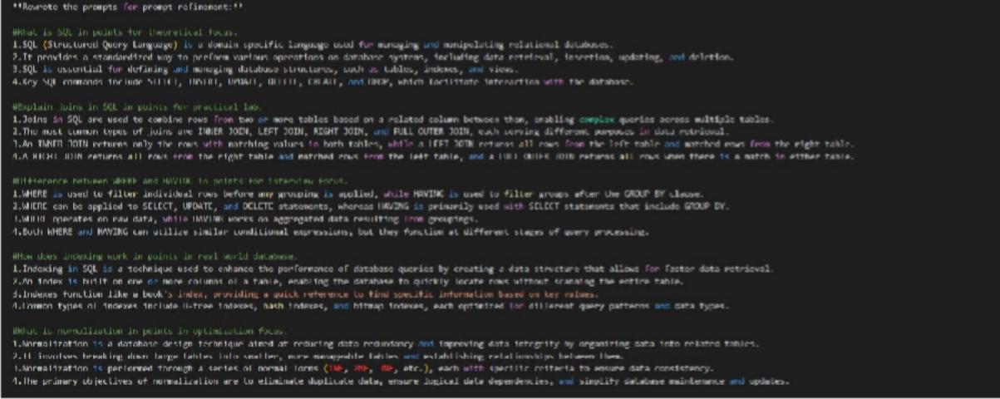 **Rewrote the prompts for prompt refinement:**
#What is SQL in points for theoretical focus.
1.SQL (Structured Query Language) is a domain specific language used for managing and manipulating relational databases.
2.It provides a standardized way to perform various operations on database systems, including data retrieval, insertion, updating, and deletion.
3.SQL is essential for defining and managing database structures, such as tables, indexes, and views.
4.Key SQL commands include SELECT, INSERT, UPDATE, DELETE, CREATE, and DROP, which facilitate interaction with the database.
#Explain joins in SQL in points for practical lab.
1.Joins in SQL are used to combine rows from two or more tables based on a related column between them, enabling complex queries across multiple tables.
2.The most common types of joins are INNER JOIN, LEFT JOIN, RIGHT JOIN, and FULL OUTER JOIN, each serving different purposes in data retrieval.
3.An INNER JOIN returns only the rows with matching values in both tables, while a LEFT JOIN returns all rows from the left table and matched rows from the right table.
4.A RIGHT JOIN returns all rows from the right table and matched rows from the left table, and a FULL OUTER JOIN returns all rows when there is a match in either table.
#Difference between WHERE and HAVING in points for interview focus.
1.WHERE is used to filter individual rows before any grouping is applied, while HAVING is used to filter groups after the GROUP BY clause.
2.WHERE can be applied to SELECT, UPDATE, and DELETE statements, whereas HAVING is primarily used with SELECT statements that include GROUP BY.
3.WHERE operates on raw data, while HAVING works on aggregated data resulting from groupings.
4.Both WHERE and HAVING can utilize similar conditional expressions, but they function at different stages of query processing.
#How does indexing work in points in real world database.
1.Indexing in SQL is a technique used to enhance the performance of database queries by creating a data structure that allows for faster data retrieval.
2.An index is built on one or more columns of a table, enabling the database to quickly locate rows without scanning the entire table.
3.Indexes function like a book's index, providing a quick reference to find specific information based on key values.
4.Common types of indexes include B-tree indexes, hash indexes, and bitmap indexes, each optimized for different query patterns and data types.
#What is normalization in points in optimization focus.
1.Normalization is a database design technique aimed at reducing data redundancy and improving data integrity by organizing data into related tables.
2.It involves breaking down large tables into smaller, more manageable tables and establishing relationships between them.
3.Normalization is performed through a series of normal forms (1NF, 2NF, 3NF, etc.), each with specific criteria to ensure data consistency.
4.The primary objectives of normalization are to eliminate duplicate data, ensure logical data dependencies, and simplify database maintenance and updates.